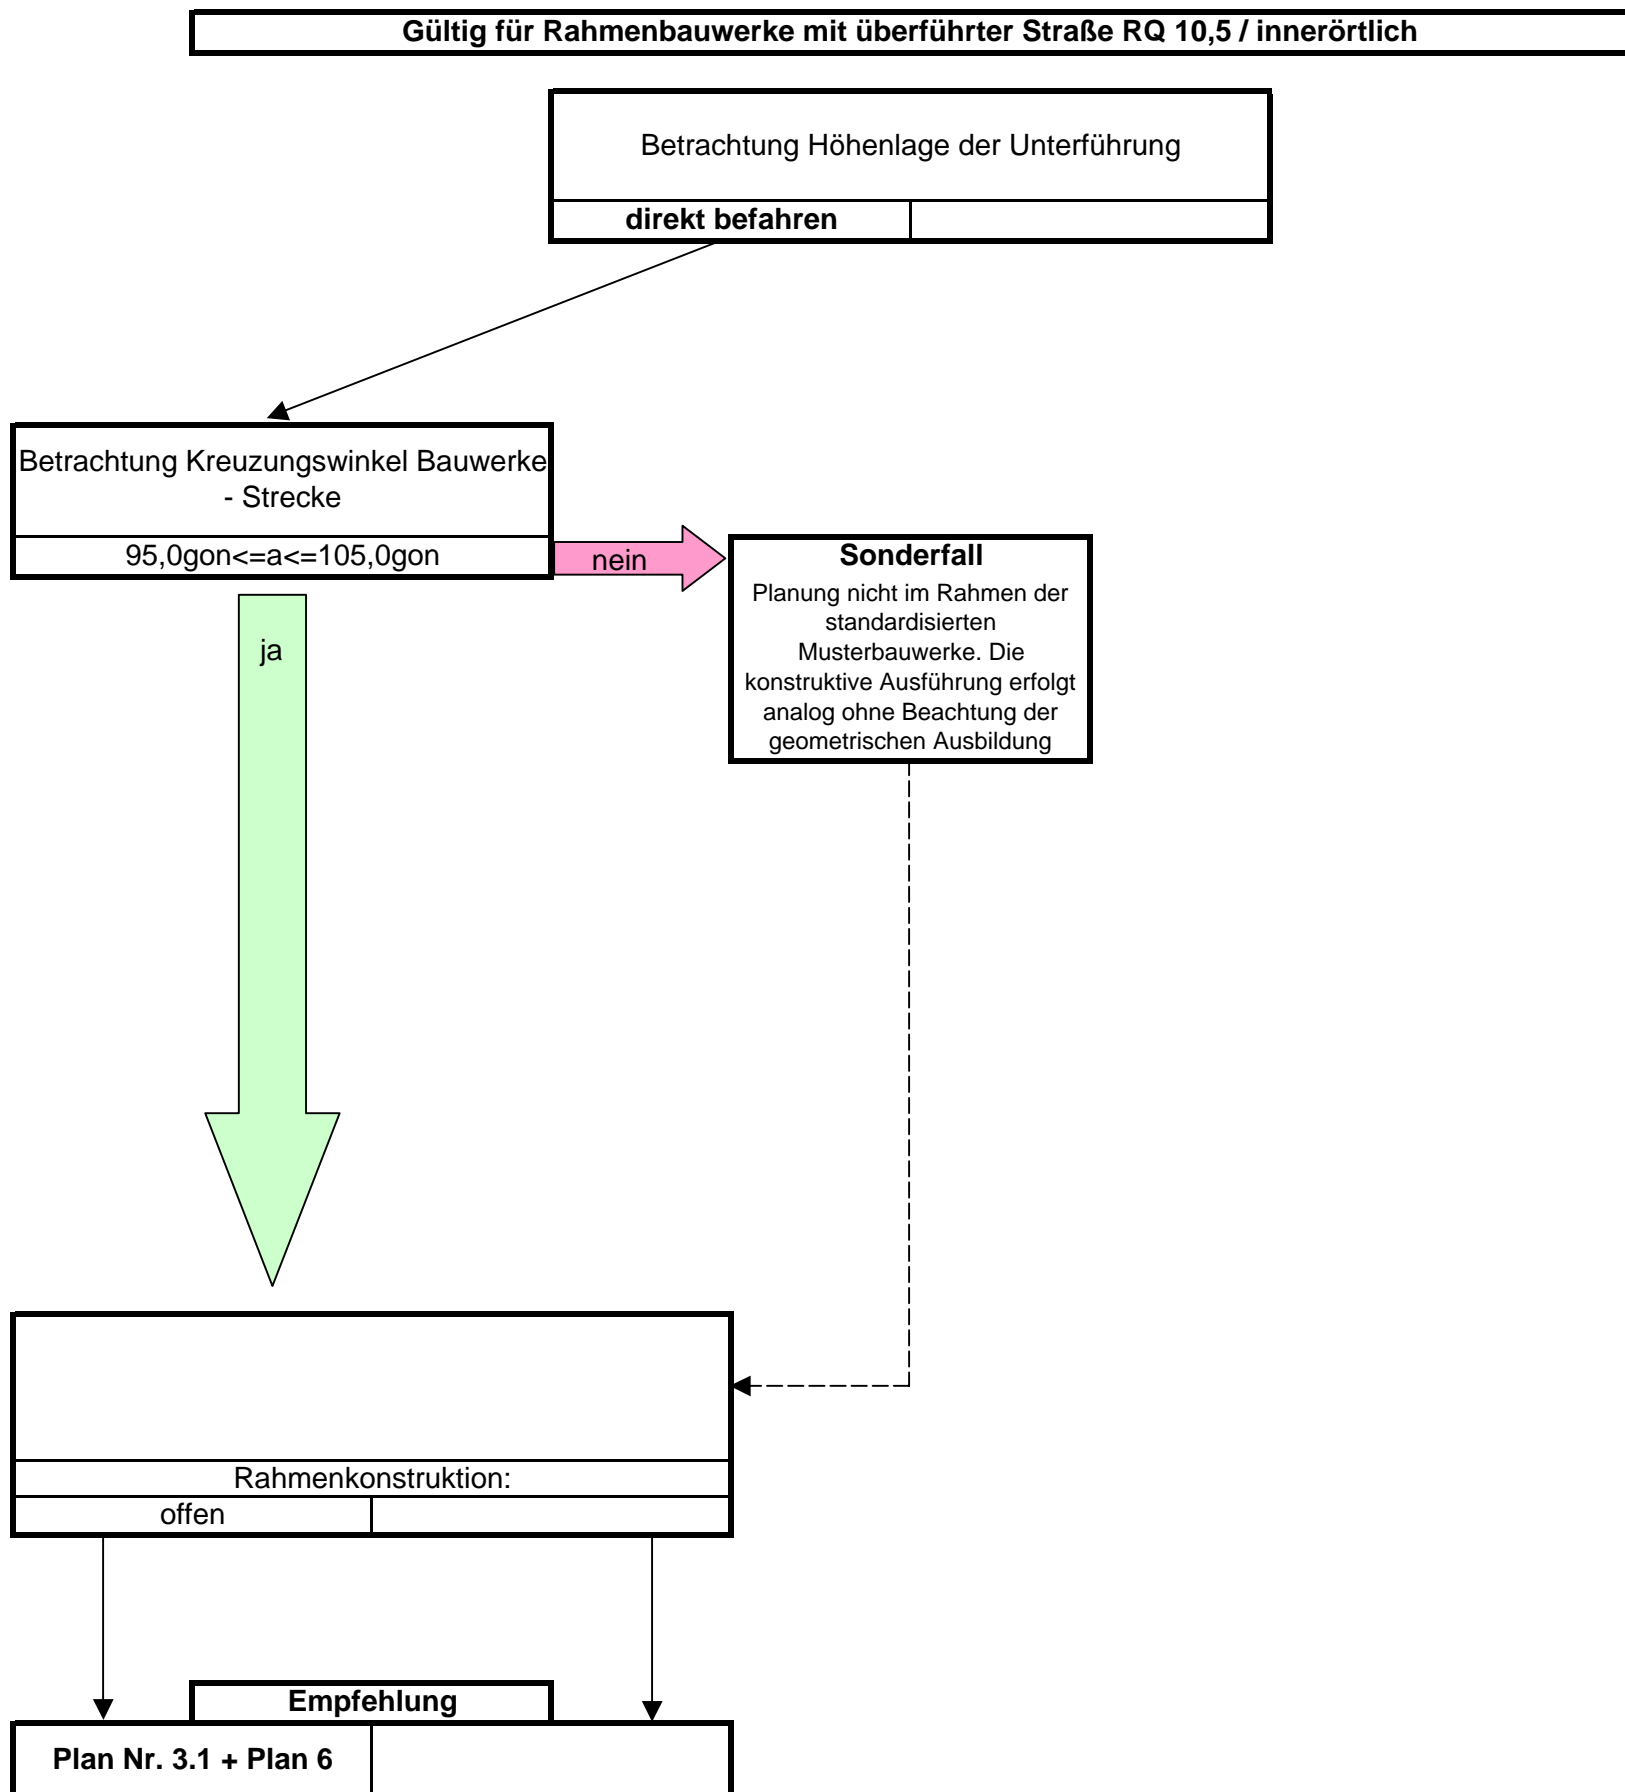 Gültig für Rahmenbauwerke mit überführter Straße RQ 10,5 / innerörtlich
Betrachtung Höhenlage der Unterführung
direkt befahren
Betrachtung Kreuzungswinkel Bauwerke
- Strecke
95,0gon<=a<=105,0gon
nein
Sonderfall
Planung nicht im Rahmen der
standardisierten
Musterbauwerke. Die
konstruktive Ausführung erfolgt
analog ohne Beachtung der
geometrischen Ausbildung
ja
Rahmenkonstruktion:
offen
Empfehlung
Plan Nr. 3.1 + Plan 6